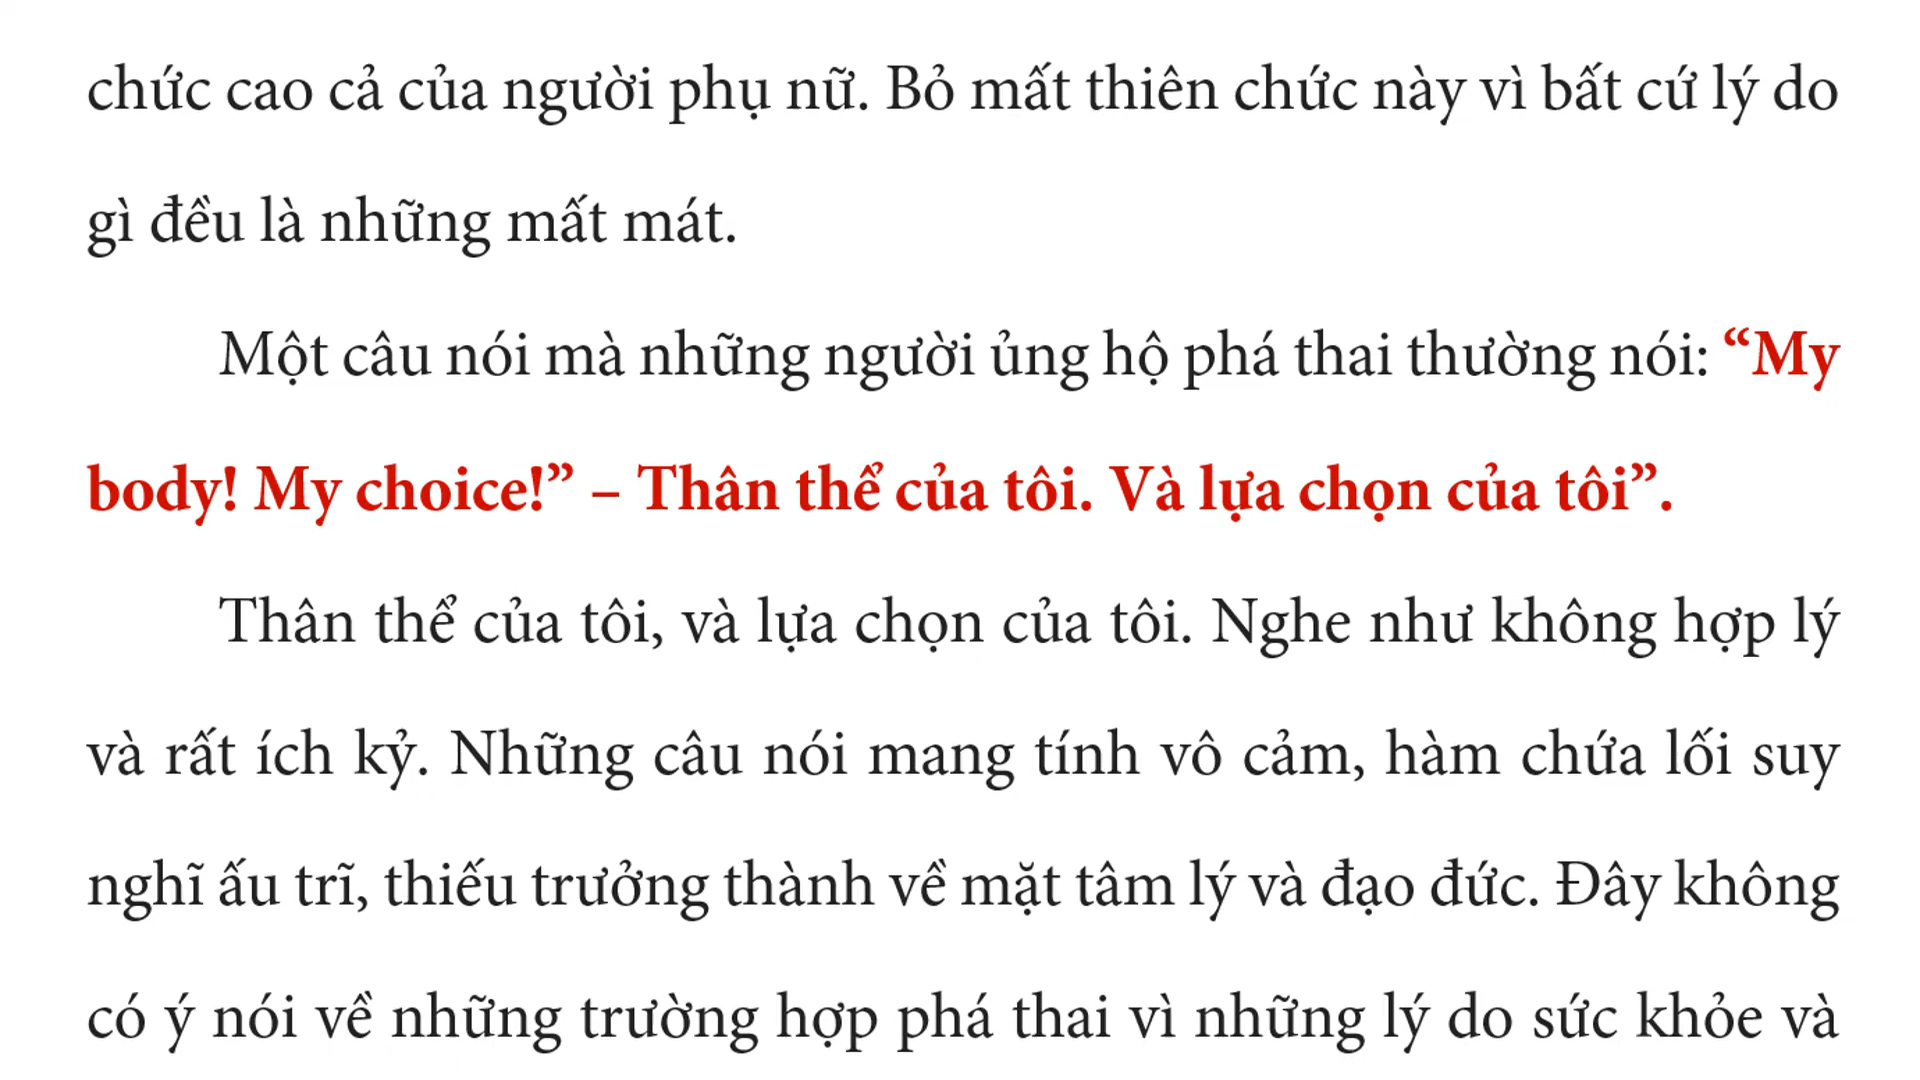 chức cao cả của người phụ nữ. Bỏ mất thiên chức này vì bất cứ lý do
gì đều là những mất mát.
Một câu nói mà những người ủng hộ phá thai thường nói: “My
body! My choice!” – Thân thể của tôi. Và lựa chọn của tôi”.
Thân thể của tôi, và lựa chọn của tôi. Nghe như không hợp lý
và rất ích kỷ. Những câu nói mang tính vô cảm, hàm chứa lối suy
nghĩ ấu trĩ, thiếu trưởng thành về mặt tâm lý và đạo đức. Đây không
có ý nói về những trường hợp phá thai vì những lý do sức khỏe và